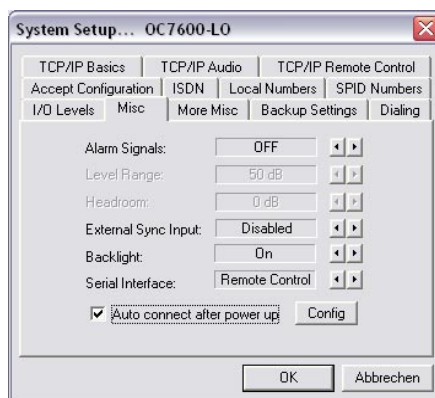 System Setup... OC7600-LO
TCP/IP Basics TCP/IP Audio TCP/IP Remote Control
Accept Configuration ISDN Local Numbers SPID Numbers
I/O Levels Misc More Misc Backup Settings Dialing
Alarm Signals: OFF
Level Range: 50 dB
Headroom: 0 dB
External Sync Input: Disabled
Backlight: On
Serial Interface: Remote Control
Auto connect after power up Config
OK Abbrechen